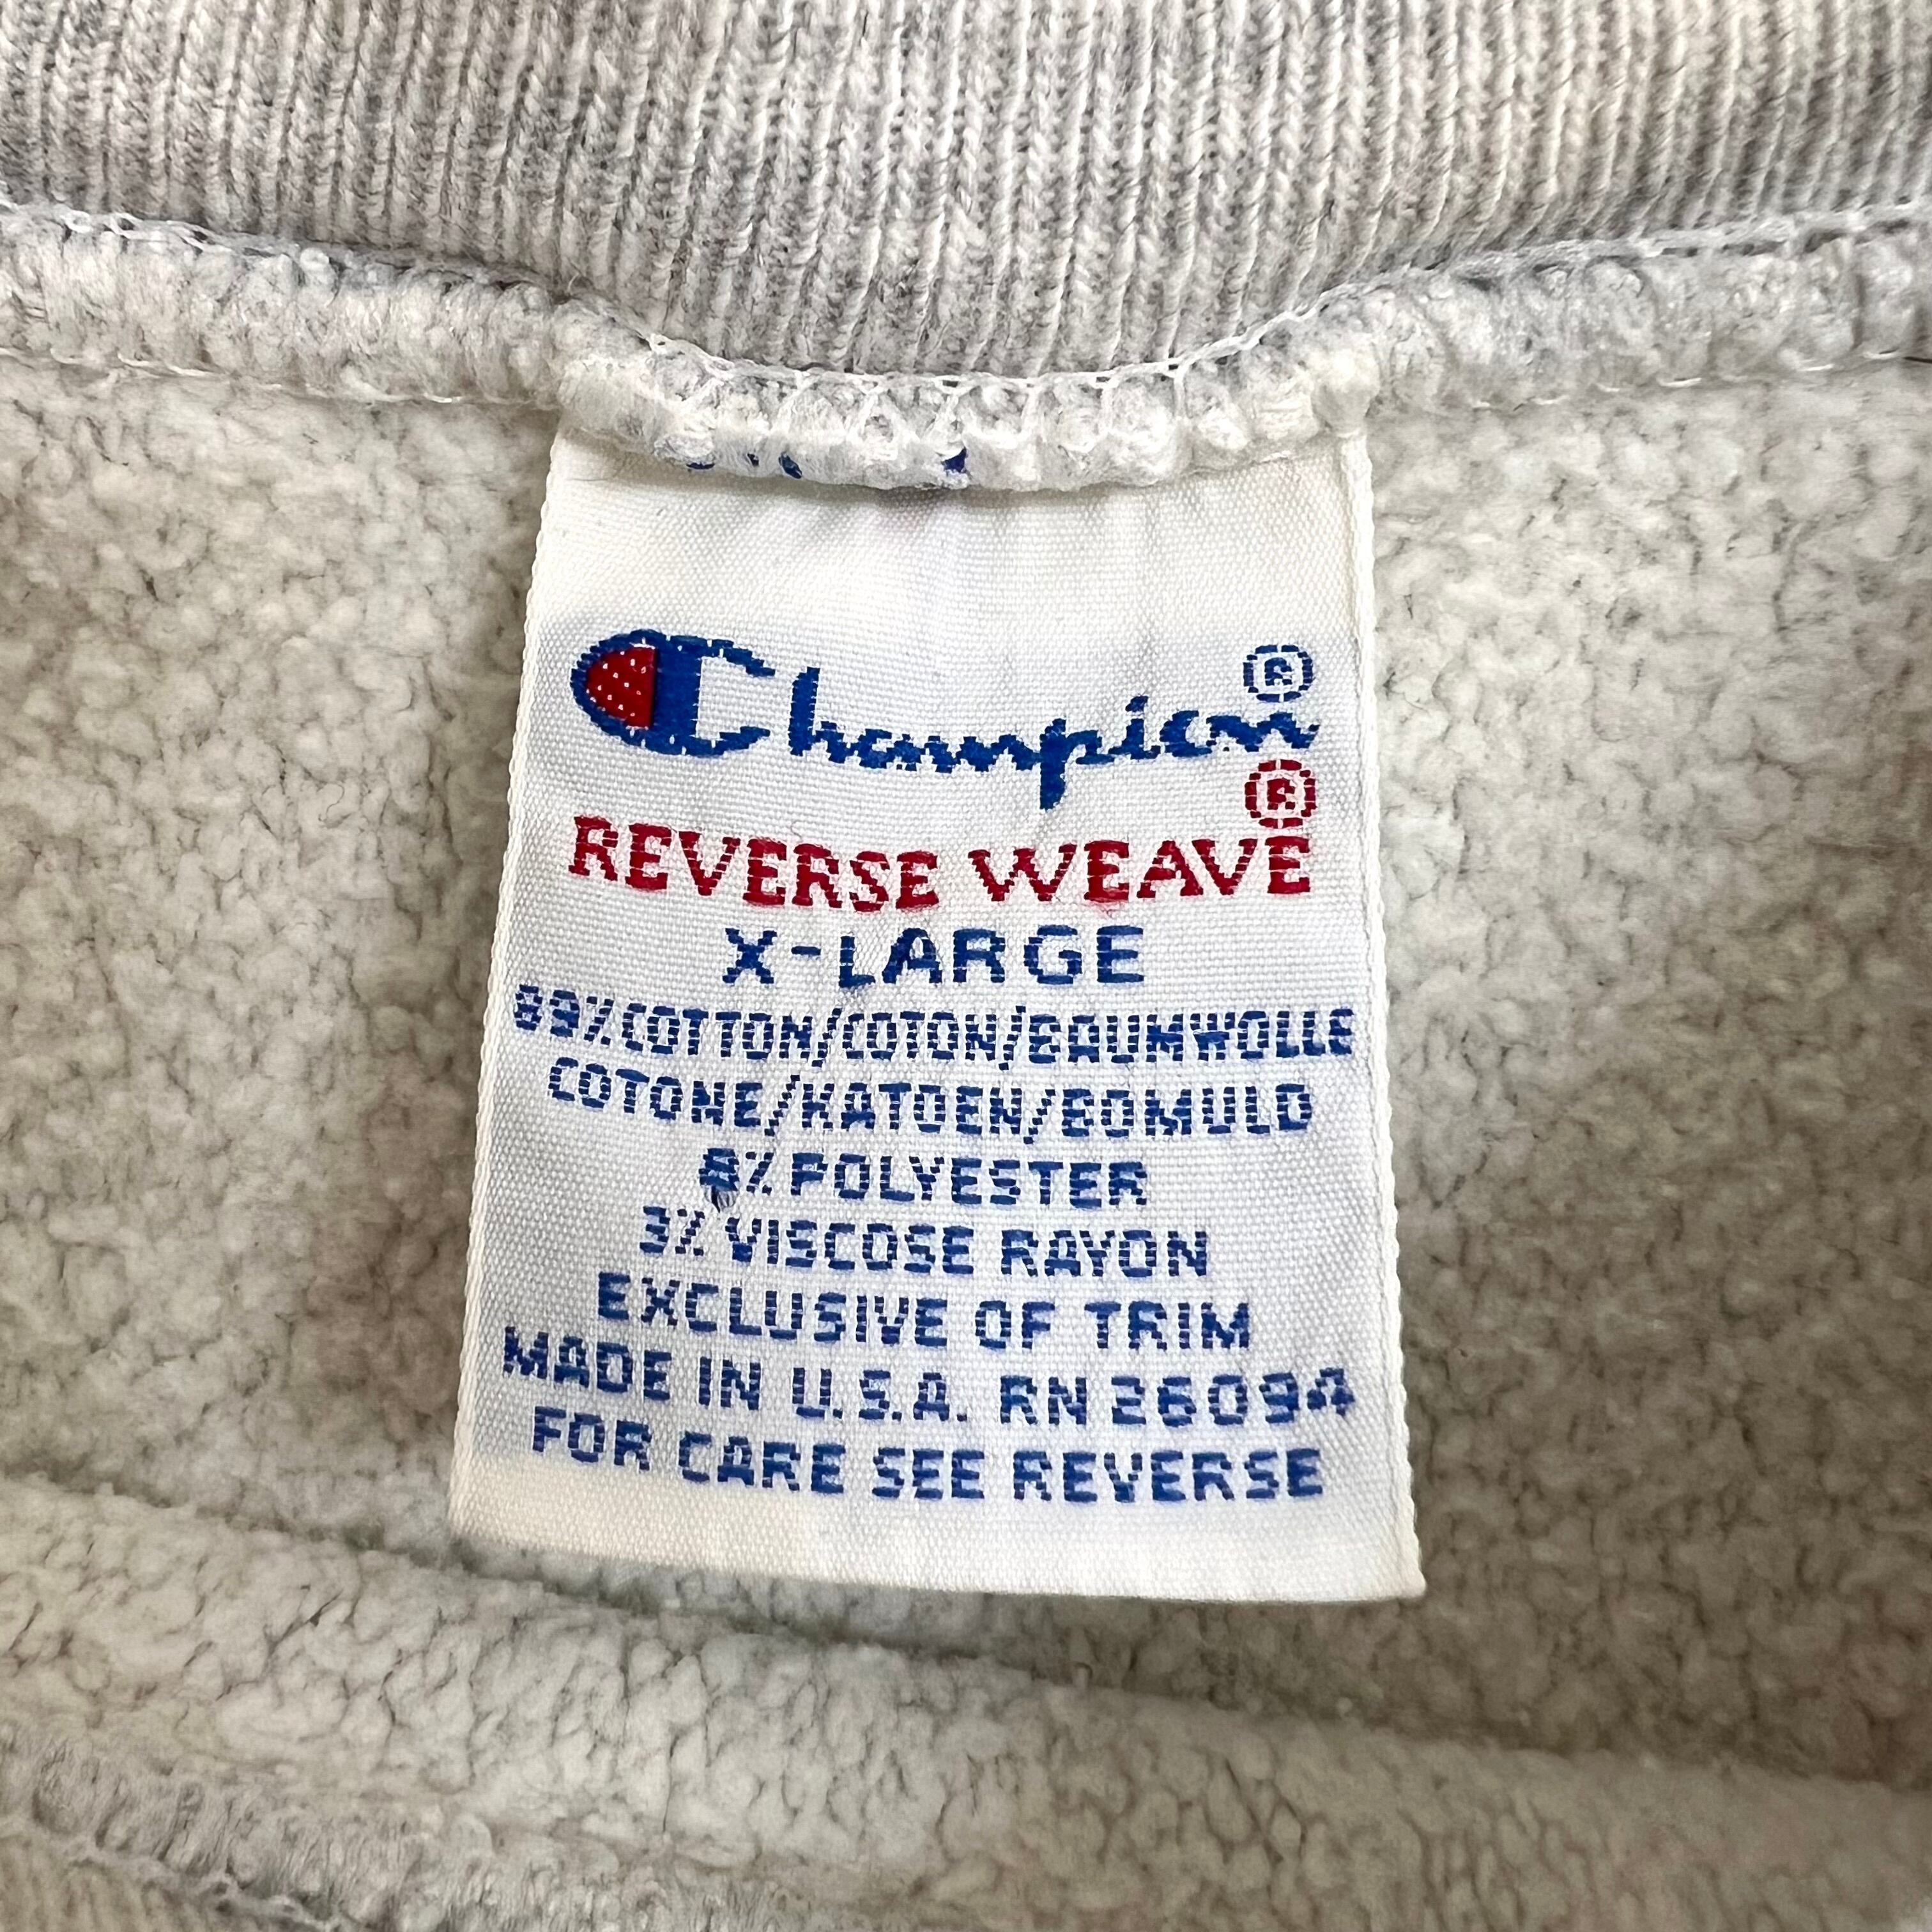 Champion®
REVERSE WEAVE®
X-LARGE
89% COTTON/COTON/BAUMWOLLE
COTONE/KATOEN/BOMULD
8% POLYESTER
3% VISCOSE RAYON
EXCLUSIVE OF TRIM
MADE IN U.S.A. RN 26094
FOR CARE SEE REVERSE